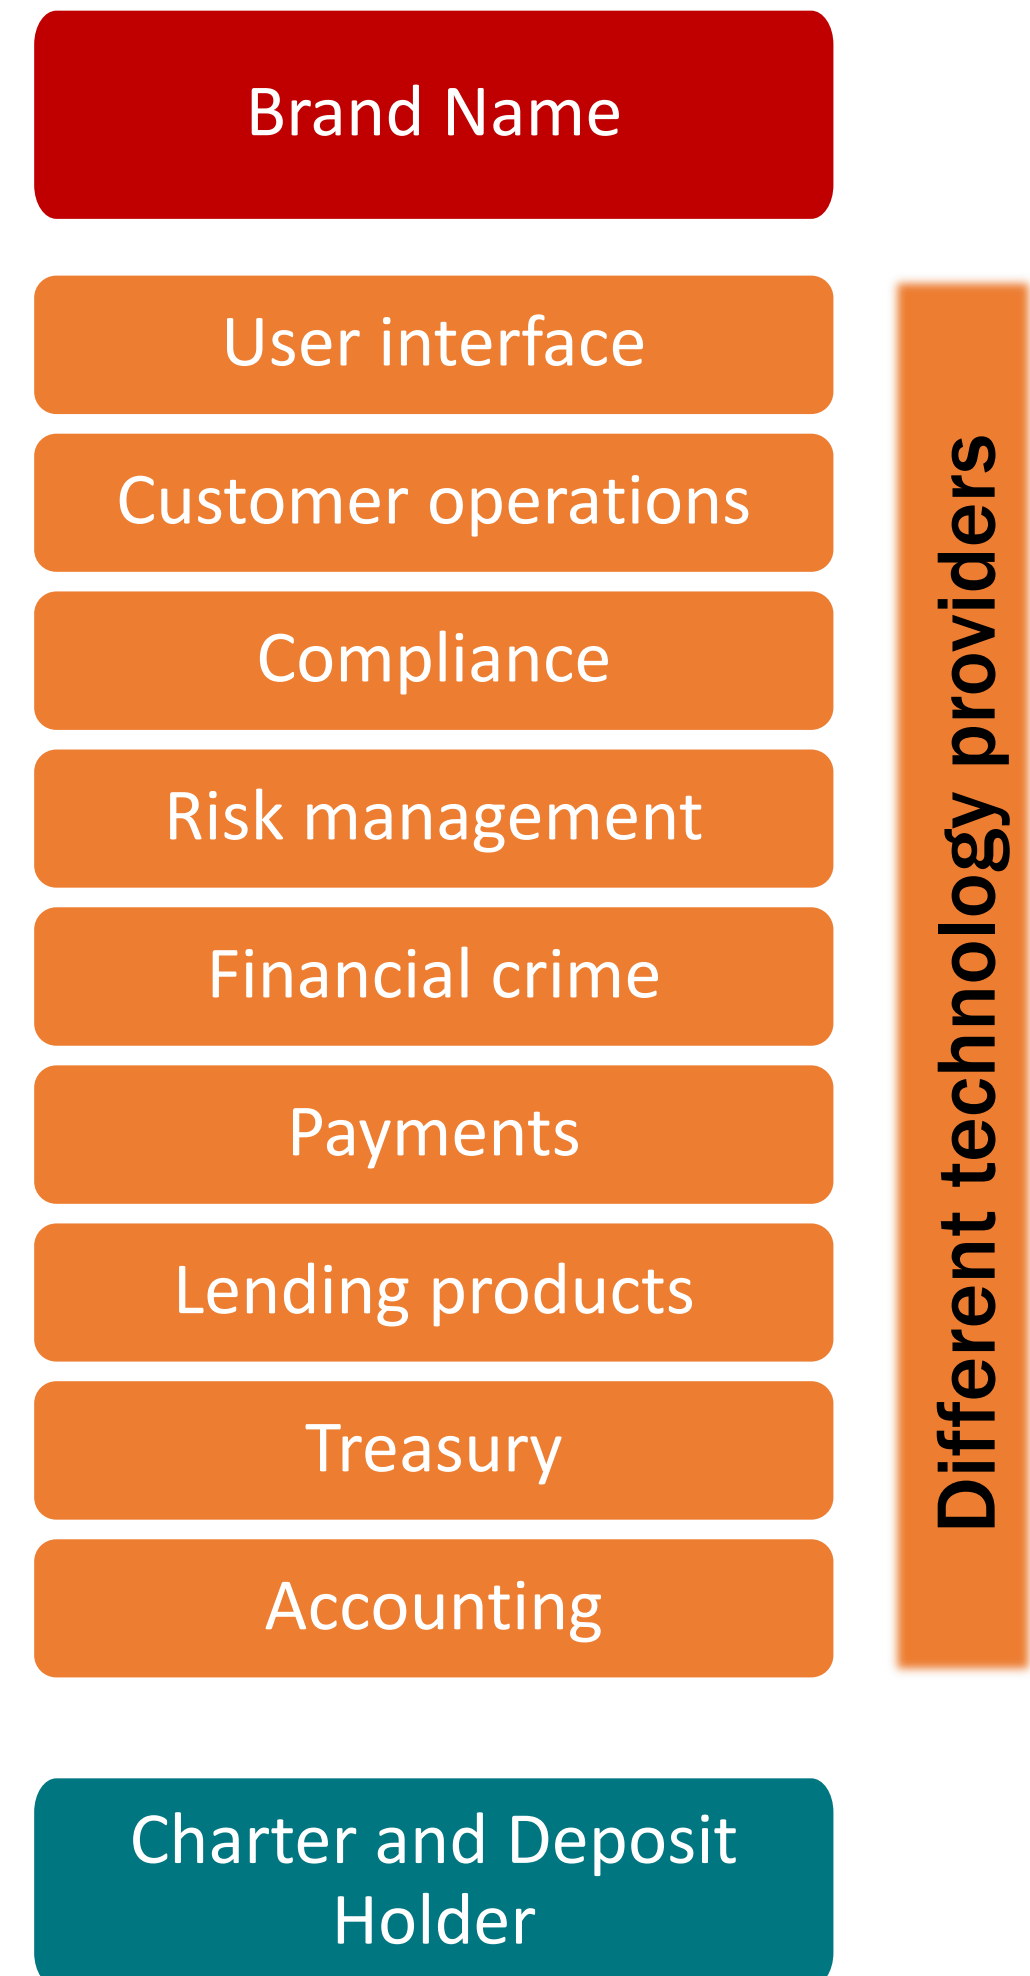 Brand Name
User interface
Customer operations
Compliance
Risk management
Financial crime
Payments
Lending products
Treasury
Accounting
Different technology providers
Charter and Deposit
Holder